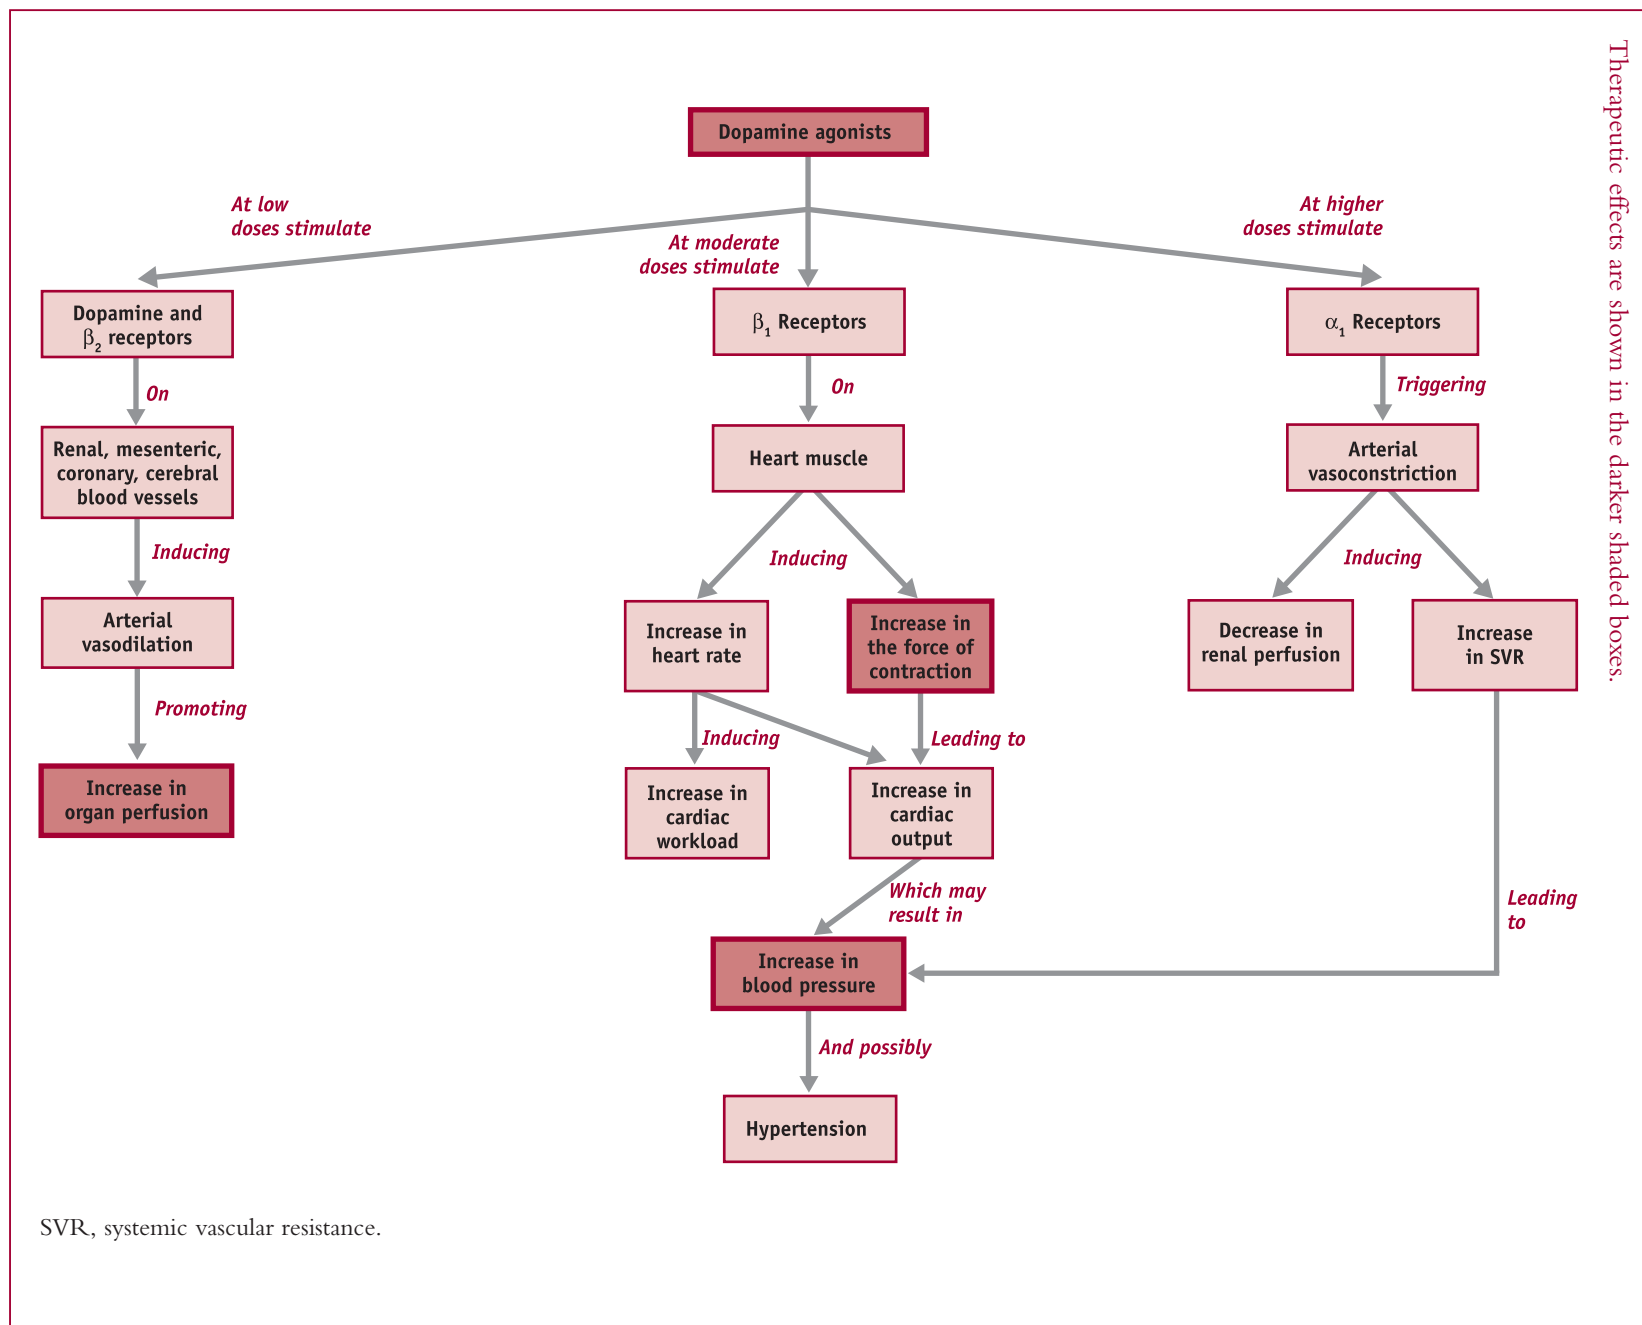 Therapeutic effects are shown in the darker shaded boxes.
Dopamine agonists
At low
doses stimulate
At moderate
doses stimulate
At higher
doses stimulate
Dopamine and
β2 receptors
β1 Receptors
α1 Receptors
On
On
Triggering
Renal, mesenteric,
coronary, cerebral
blood vessels
Heart muscle
Arterial
vasoconstriction
Inducing
Inducing
Inducing
Arterial
vasodilation
Increase in
heart rate
Increase in
the force of
contraction
Decrease in
renal perfusion
Increase
in SVR
Promoting
Inducing
Leading to
Increase in
organ perfusion
Increase in
cardiac
workload
Increase in
cardiac
output
Which may
result in
Leading
to
Increase in
blood pressure
And possibly
Hypertension
SVR, systemic vascular resistance.